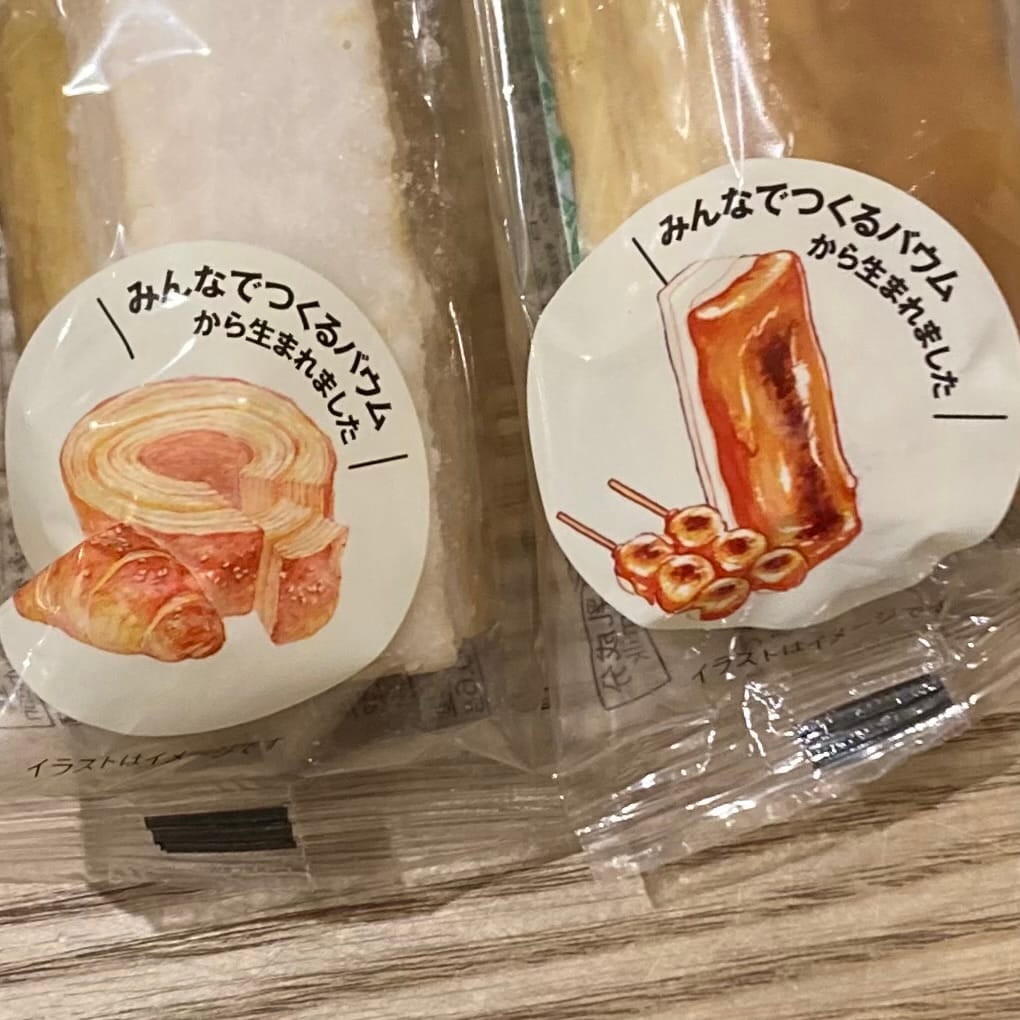 みんなでつくるバウム
から生まれました
イラストはイメージです
みんなでつくるバウム
から生まれました
イラストはイメージです